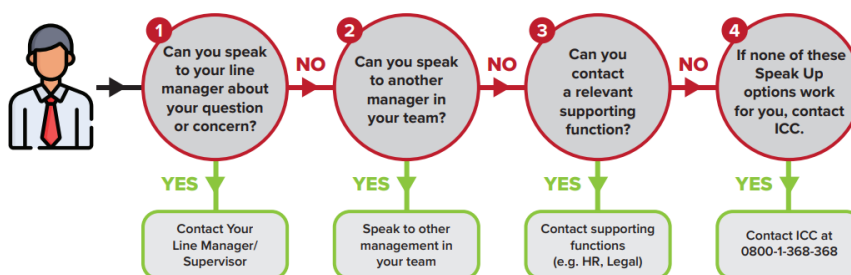 1
Can you speak
to your line
manager about
your question
or concern?
NO
2
Can you speak
to another
manager in
your team?
NO
3
Can you
contact
a relevant
supporting
function?
NO
4
If none of these
Speak Up
options work
for you, contact
ICC.
YES
Contact Your
Line Manager/
Supervisor
YES
Speak to other
management in
your team
YES
Contact supporting
functions
(e.g. HR, Legal)
YES
Contact ICC at
0800-1-368-368